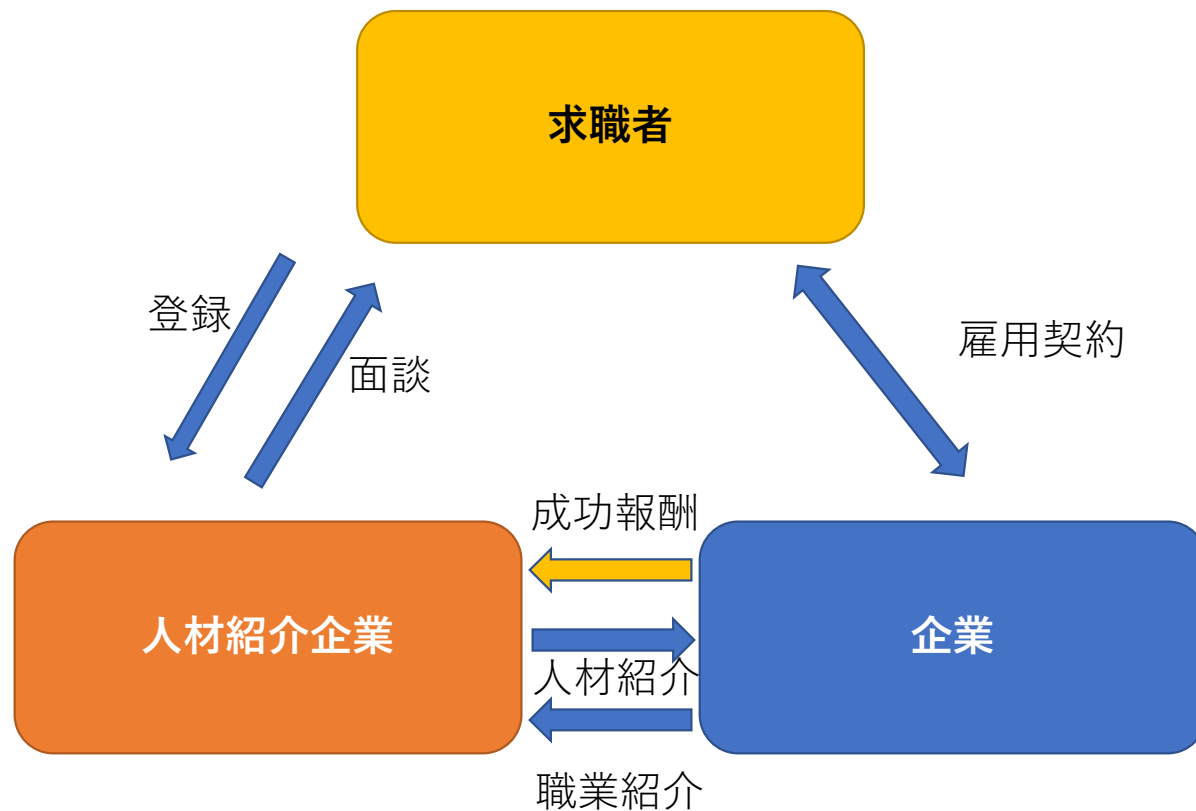 求職者
登録
面談
雇用契約
成功報酬
人材紹介企業
企業
人材紹介
職業紹介